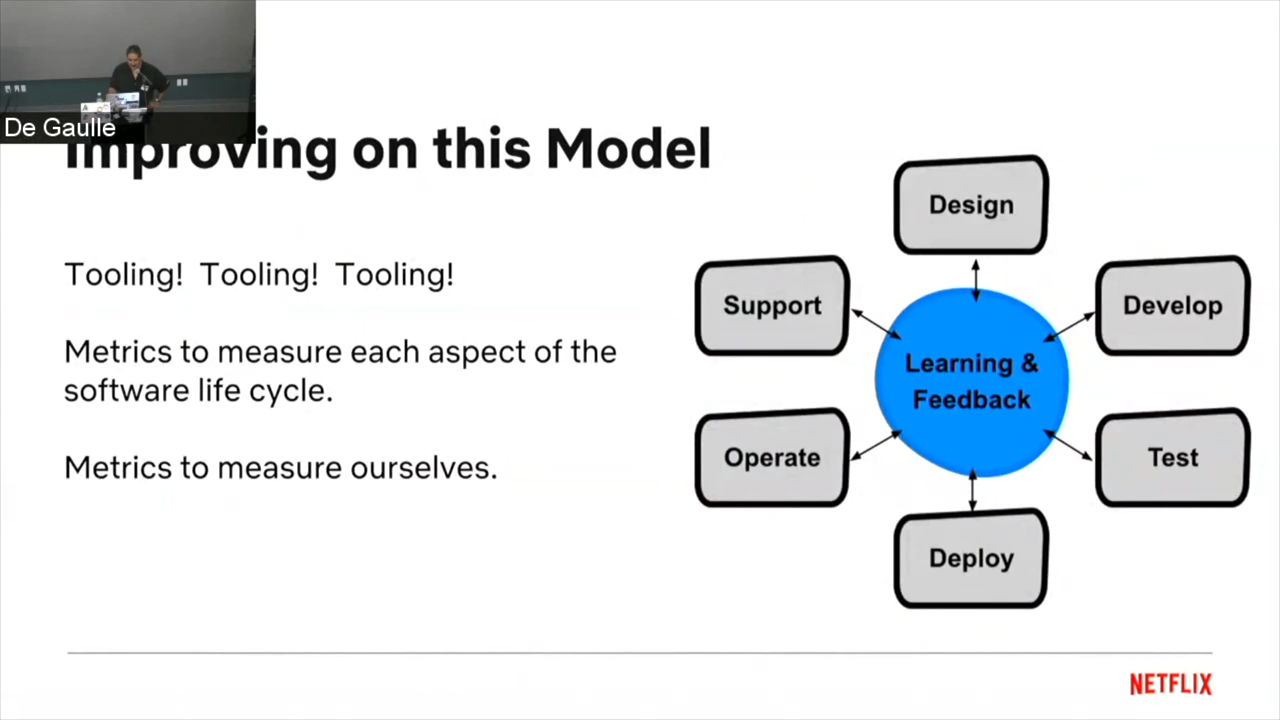 De Gaulle
Improving on this Model
Tooling! Tooling! Tooling!
Metrics to measure each aspect of the
software life cycle.
Metrics to measure ourselves.
Design
Support
Develop
Learning &
Feedback
Operate
Test
Deploy
NETFLIX